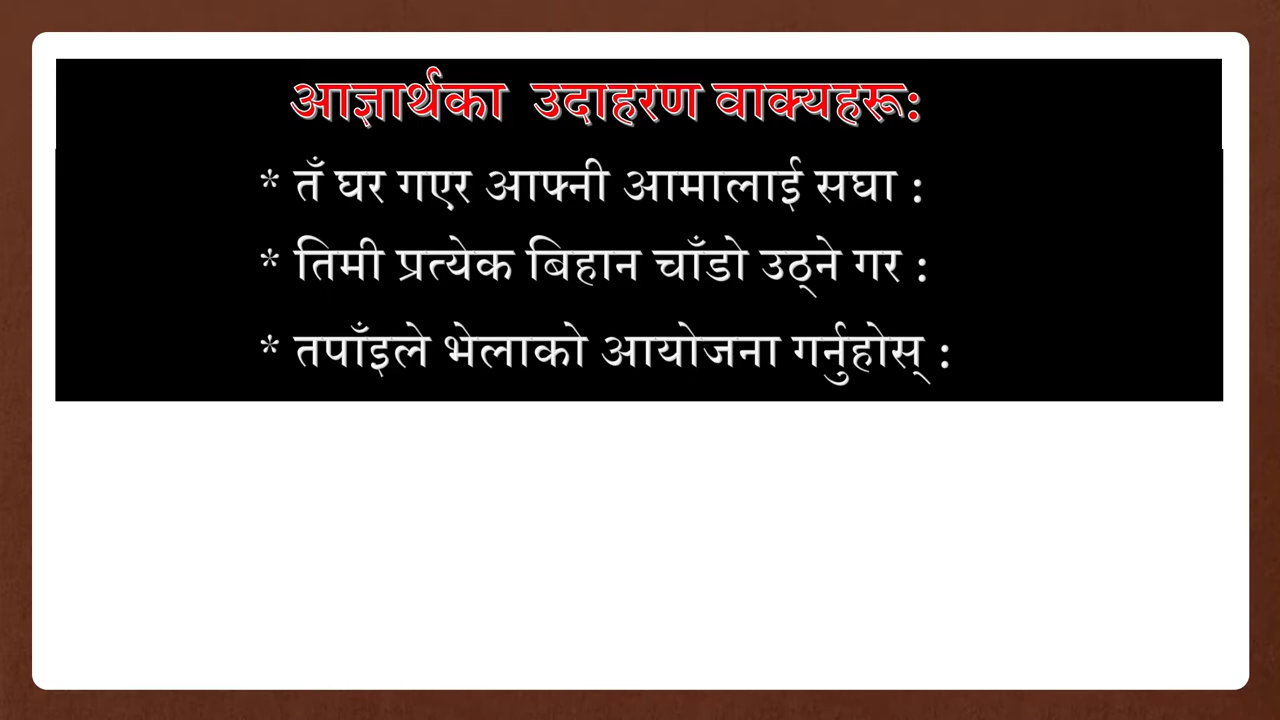 आज्ञार्थका उदाहरण वाक्यहरू:
* तँ घर गएर आफ्नी आमालाई सघा :
* तिमी प्रत्येक बिहान चाँडो उठ्ने गर :
* तपाँइले भेलाको आयोजना गर्नुहोस् :